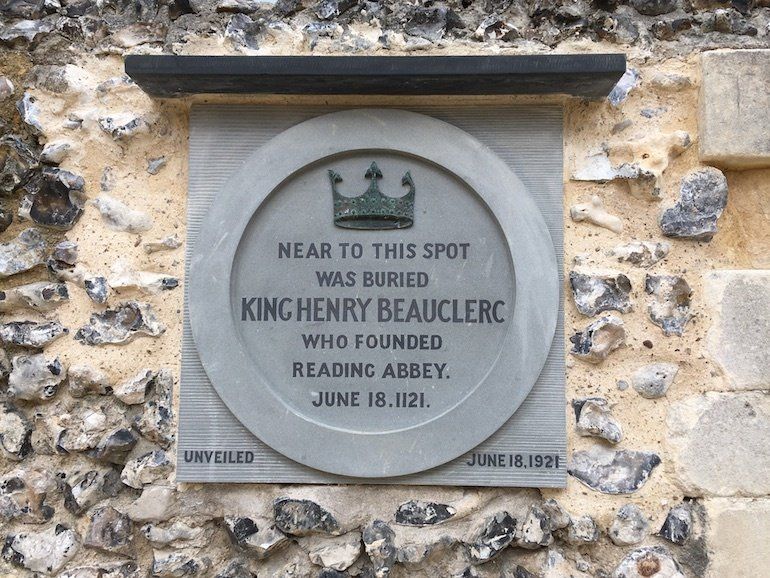 NEAR TO THIS SPOT
WAS BURIED
KING HENRY BEAUCLERC
WHO FOUNDED
READING ABBEY.
JUNE 18.1121.
UNVEILED JUNE 18,1921